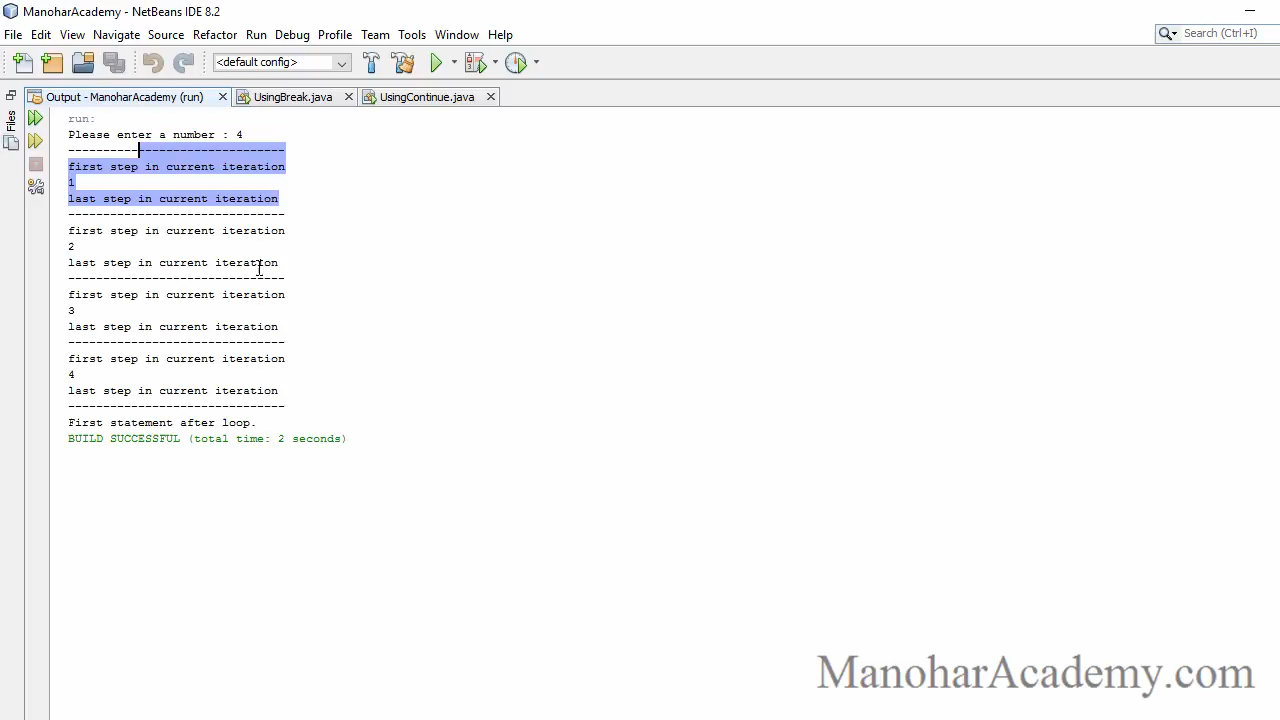 ManoharAcademy - NetBeans IDE 8.2
File Edit View Navigate Source Refactor Run Debug Profile Team Tools Window Help
Search (Ctrl+I)
<default config>
Output - ManoharAcademy (run) UsingBreak.java UsingContinue.java
Files
run:
Please enter a number : 4
-------------------------------
first step in current iteration
1
last step in current iteration
-------------------------------
first step in current iteration
2
last step in current iteration
-------------------------------
first step in current iteration
3
last step in current iteration
-------------------------------
first step in current iteration
4
last step in current iteration
-------------------------------
First statement after loop.
BUILD SUCCESSFUL (total time: 2 seconds)
ManoharAcademy.com